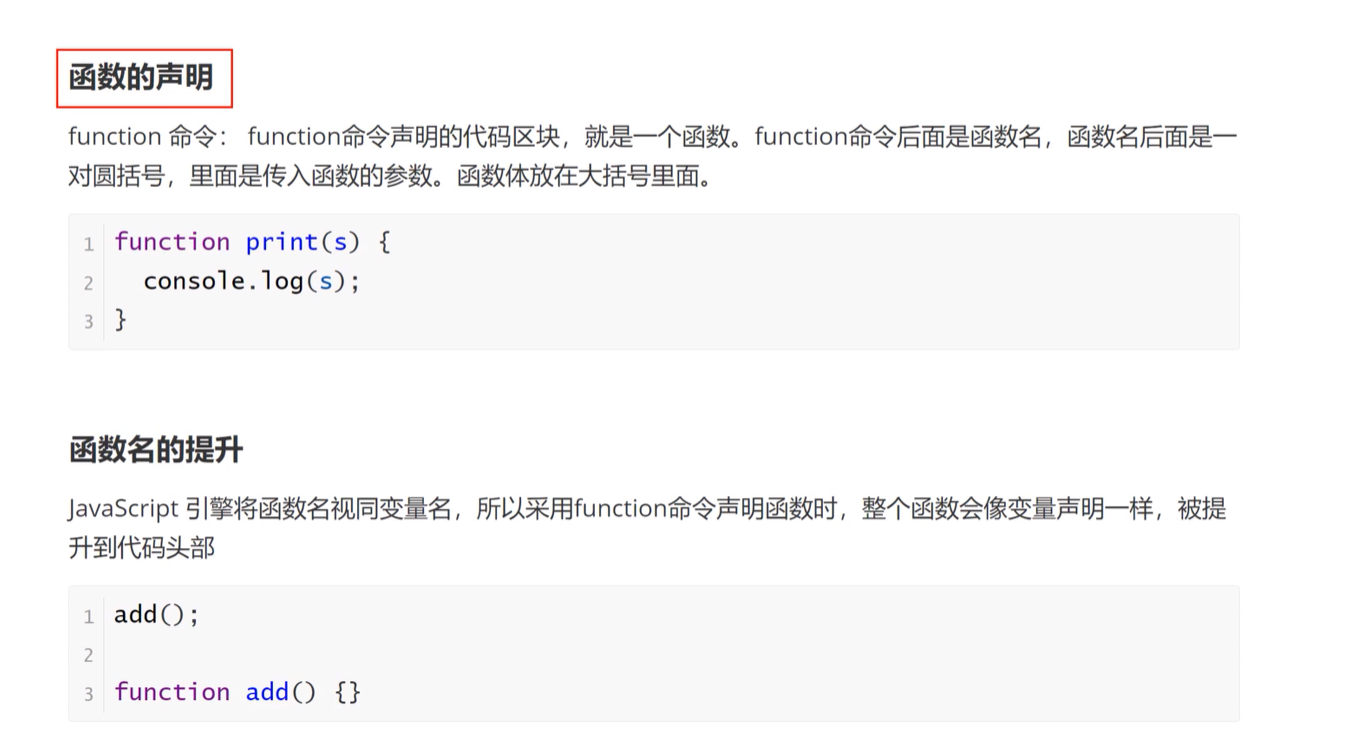 函数的声明
function 命令： function命令声明的代码区块，就是一个函数。function命令后面是函数名，函数名后面是一
对圆括号，里面是传入函数的参数。函数体放在大括号里面。
1 function print(s) {
2   console.log(s);
3 }
函数名的提升
JavaScript 引擎将函数名视同变量名，所以采用function命令声明函数时，整个函数会像变量声明一样，被提
升到代码头部
1 add();
2
3 function add() {}